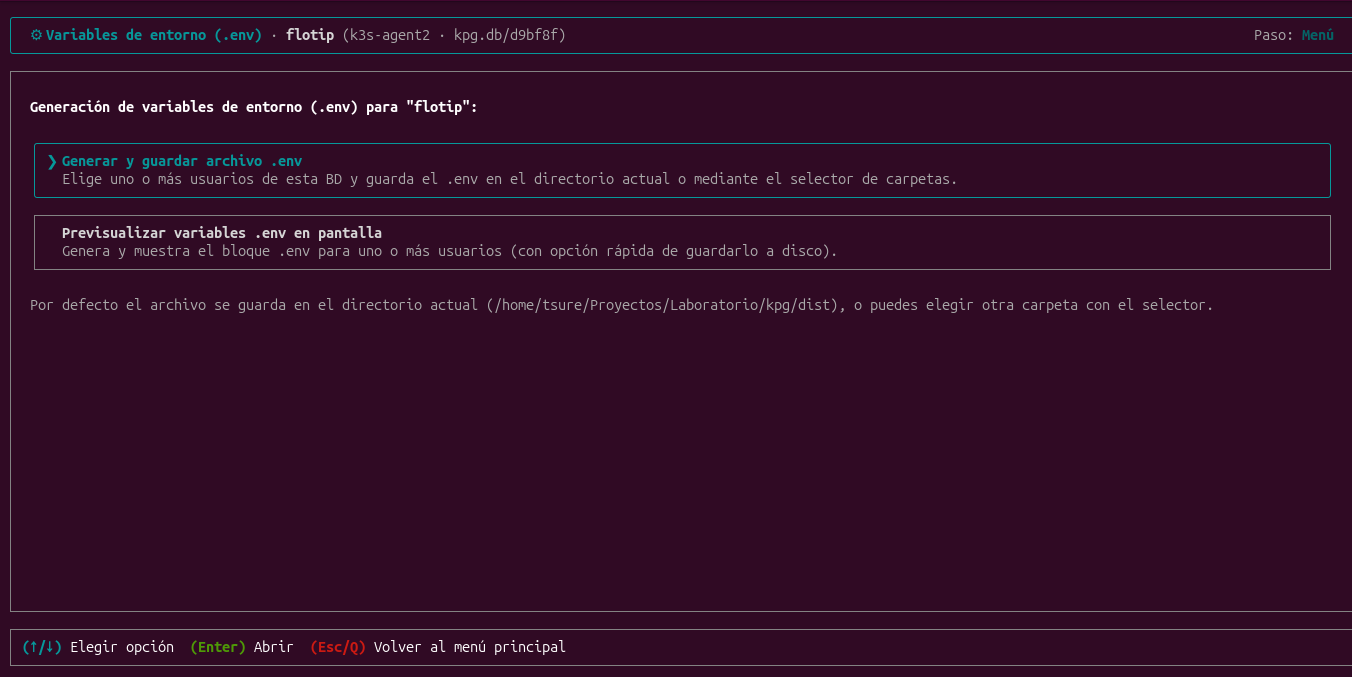 ⚙ Variables de entorno (.env) · flotip (k3s-agent2 · kpg.db/d9bf8f) Paso: Menú
Generación de variables de entorno (.env) para "flotip":
❯ Generar y guardar archivo .env
Elige uno o más usuarios de esta BD y guarda el .env en el directorio actual o mediante el selector de carpetas.
Previsualizar variables .env en pantalla
Genera y muestra el bloque .env para uno o más usuarios (con opción rápida de guardarlo a disco).
Por defecto el archivo se guarda en el directorio actual (/home/tsure/Proyectos/Laboratorio/kpg/dist), o puedes elegir otra carpeta con el selector.
(↑/↓) Elegir opción (Enter) Abrir (Esc/Q) Volver al menú principal